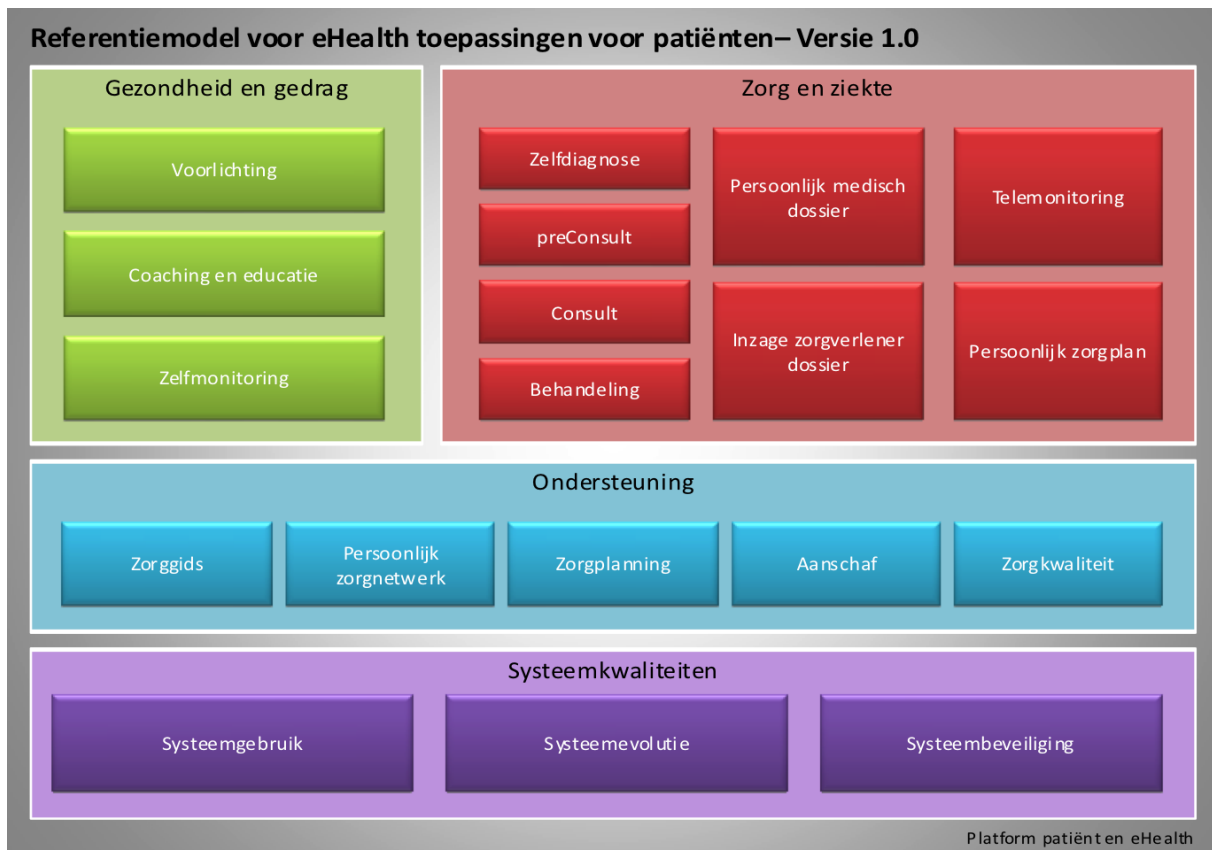 Referentiemodel voor eHealth toepassingen voor patiënten– Versie 1.0
Gezondheid en gedrag
Voorlichting
Coaching en educatie
Zelfmonitoring
Zorg en ziekte
Zelfdiagnose
preConsult
Consult
Behandeling
Persoonlijk medisch
dossier
Inzage zorgverlener
dossier
Telemonitoring
Persoonlijk zorgplan
Ondersteuning
Zorggids
Persoonlijk
zorgnetwerk
Zorgplanning
Aanschaf
Zorgkwaliteit
Systeemkwaliteiten
Systeemgebruik
Systeemevolutie
Systeembeveiliging
Platform patiënt en eHealth